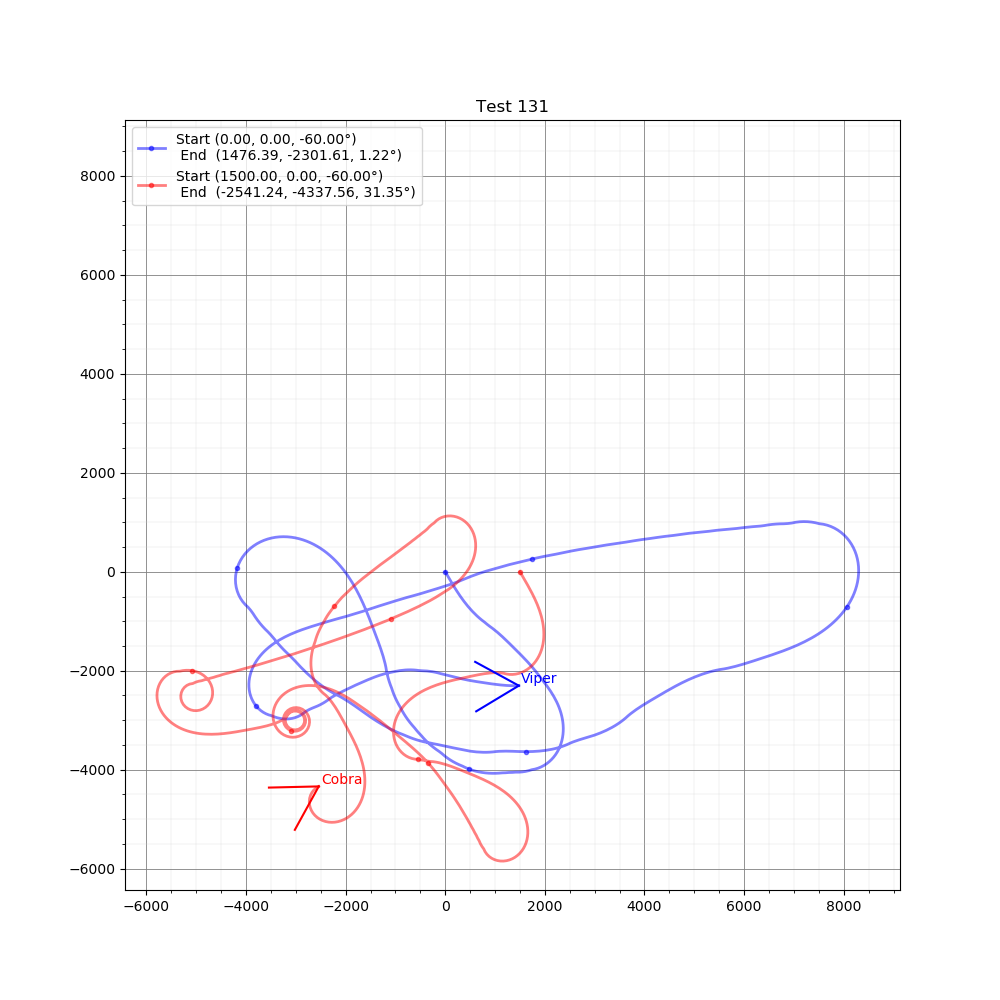 Test 131
Start (0.00, 0.00, -60.00°)
End  (1476.39, -2301.61, 1.22°)
Start (1500.00, 0.00, -60.00°)
End  (-2541.24, -4337.56, 31.35°)
8000
6000
4000
2000
0
−2000
−4000
−6000
Viper
Cobra
−6000 −4000 −2000 0 2000 4000 6000 8000